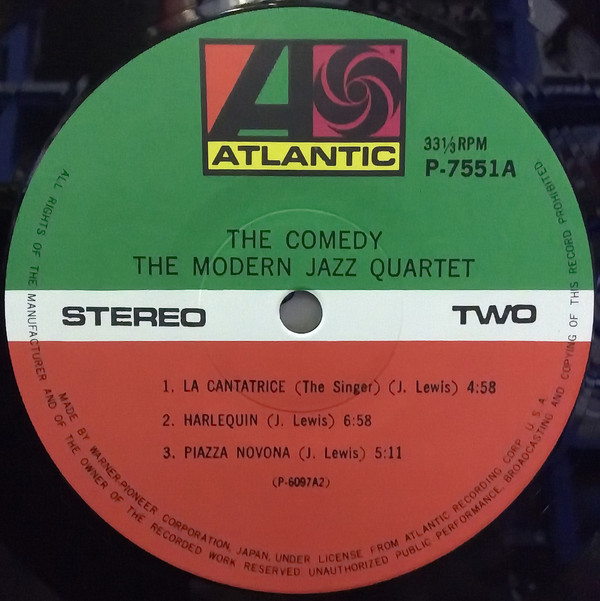 ATLANTIC
33⅓ RPM
P-7551A
THE COMEDY
THE MODERN JAZZ QUARTET
STEREO
TWO
1. LA CANTATRICE (The Singer) (J. Lewis) 4:58
2. HARLEQUIN (J. Lewis) 6:58
3. PIAZZA NOVONA (J. Lewis) 5:11
(P-6097A2)
MADE BY WARNER-PIONEER CORPORATION, JAPAN, UNDER LICENSE FROM ATLANTIC RECORDING CORP. U.S.A.
ALL RIGHTS OF THE MANUFACTURER AND OF THE OWNER OF THE RECORDED WORK RESERVED. UNAUTHORIZED PUBLIC PERFORMANCE, BROADCASTING AND COPYING OF THIS RECORD PROHIBITED